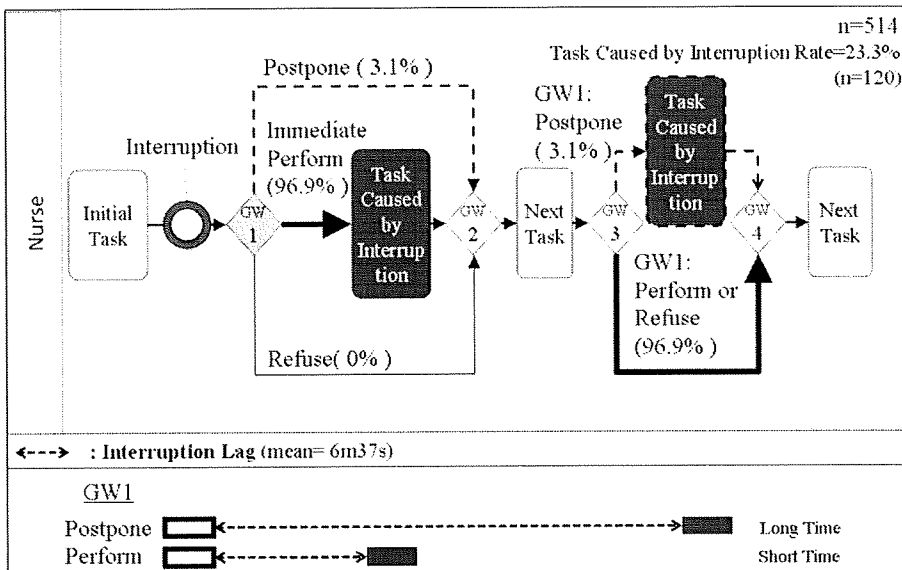 n=514
Task Caused by Interruption Rate=23.3%
(n=120)
Postpone ( 3.1% )
GW1:
Postpone
( 3.1% )
Task
Caused
by
Interrup
tion
Interruption
Immediate
Perform
(96.9% )
Nurse
Initial
Task
GW
1
Task
Caused
by
Interrup
tion
GW
2
Next
Task
GW
3
GW
4
Next
Task
GW1:
Perform or
Refuse
(96.9% )
Refuse( 0% )
: Interruption Lag (mean= 6m37s)
GW1
Postpone
Long Time
Perform
Short Time